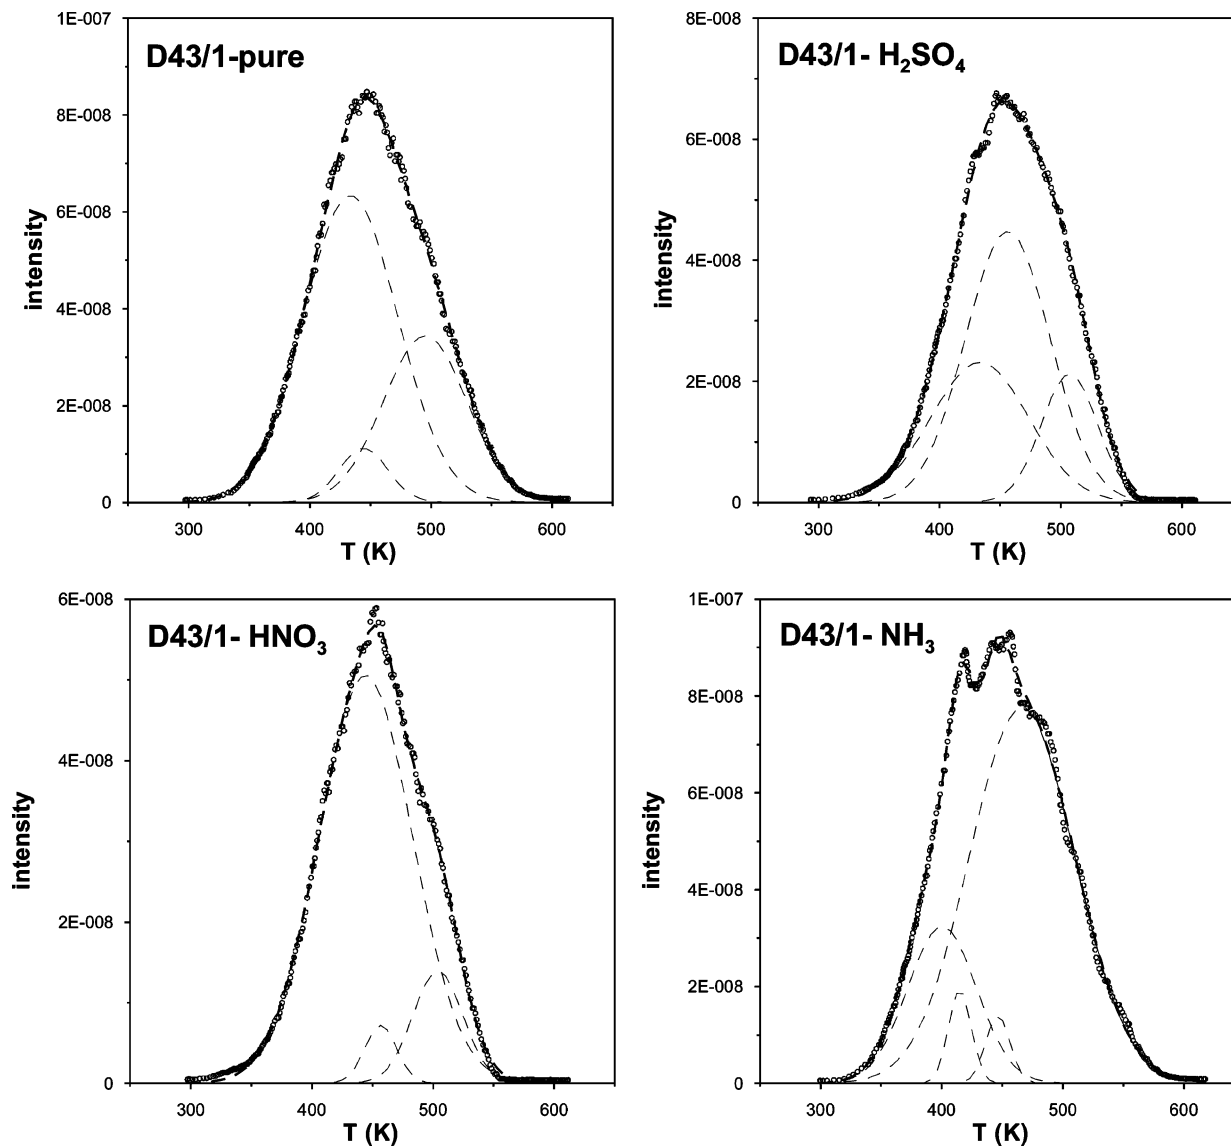 1E-007
8E-008
6E-008
4E-008
2E-008
0
intensity
D43/1-pure
300 400 500 600
T (K)
8E-008
6E-008
4E-008
2E-008
0
intensity
D43/1- H₂SO₄
300 400 500 600
T (K)
6E-008
4E-008
2E-008
0
intensity
D43/1- HNO₃
300 400 500 600
T (K)
1E-007
8E-008
6E-008
4E-008
2E-008
0
intensity
D43/1- NH₃
300 400 500 600
T (K)